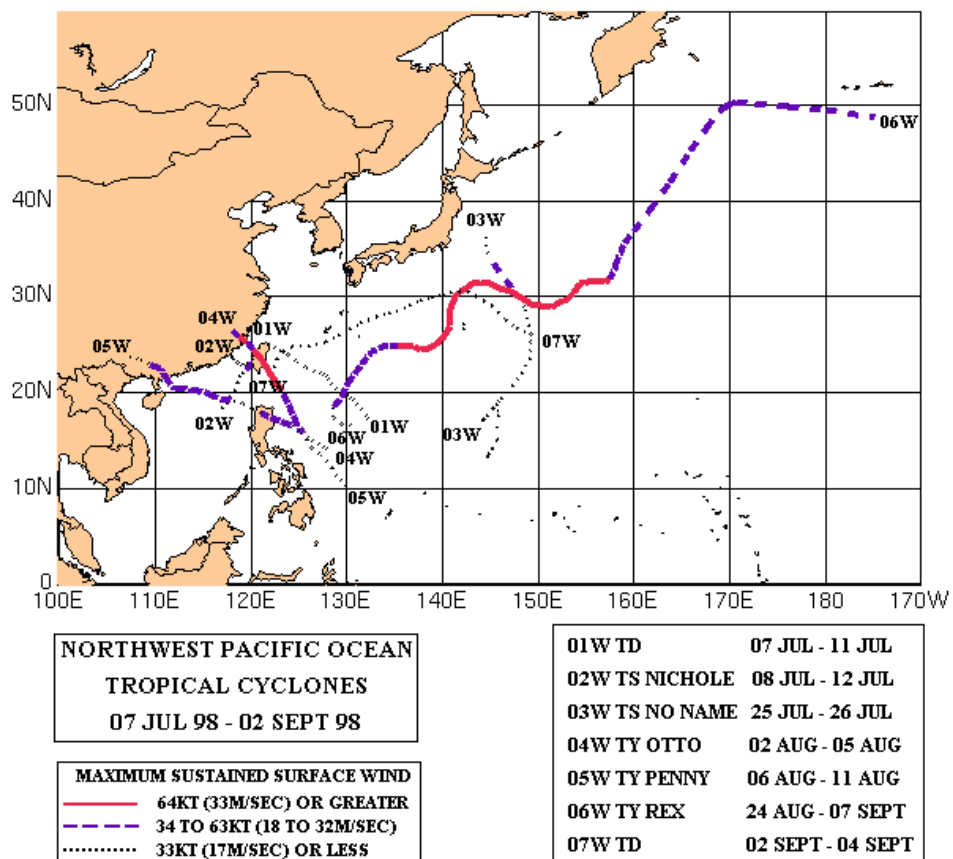 50N
06W
40N
03W
30N
04W
01W
05W
02W
07W
07W
20N
02W
06W
01W
04W
03W
10N
05W
0
100E 110E 120E 130E 140E 150E 160E 170E 180 170W
NORTHWEST PACIFIC OCEAN
TROPICAL CYCLONES
07 JUL 98 - 02 SEPT 98
MAXIMUM SUSTAINED SURFACE WIND
64KT (33M/SEC) OR GREATER
34 TO 63KT (18 TO 32M/SEC)
33KT (17M/SEC) OR LESS
01W TD 07 JUL - 11 JUL
02W TS NICHOLE 08 JUL - 12 JUL
03W TS NO NAME 25 JUL - 26 JUL
04W TY OTTO 02 AUG - 05 AUG
05W TY PENNY 06 AUG - 11 AUG
06W TY REX 24 AUG - 07 SEPT
07W TD 02 SEPT - 04 SEPT